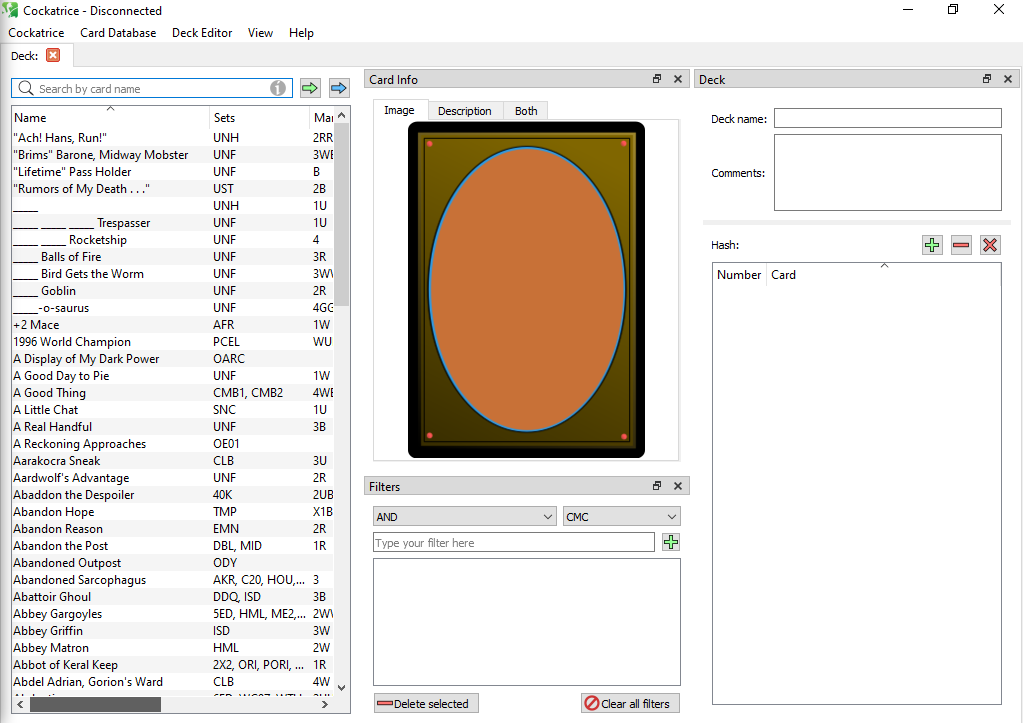 Cockatrice - Disconnected
Cockatrice Card Database Deck Editor View Help
Deck:
Search by card name
Name Sets Mar
"Ach! Hans, Run!" UNH 2RR
"Brims" Barone, Midway Mobster UNF 3WB
"Lifetime" Pass Holder UNF B
"Rumors of My Death . . ." UST 2B
_____ UNH 1U
____ ____ ____ Trespasser UNF 1U
____ ____ Rocketship UNF 4
____ Balls of Fire UNF 3R
____ Bird Gets the Worm UNF 3WW
____ Goblin UNF 2R
____-o-saurus UNF 4GG
+2 Mace AFR 1W
1996 World Champion PCEL WU
A Display of My Dark Power OARC
A Good Day to Pie UNF 1W
A Good Thing CMB1, CMB2 4WB
A Little Chat SNC 1U
A Real Handful UNF 3B
A Reckoning Approaches OE01
Aarakocra Sneak CLB 3U
Aardwolf's Advantage UNF 2R
Abaddon the Despoiler 40K 2UB
Abandon Hope TMP X1B
Abandon Reason EMN 2R
Abandon the Post DBL, MID 1R
Abandoned Outpost ODY
Abandoned Sarcophagus AKR, C20, HOU,... 3
Abattoir Ghoul DDQ, ISD 3B
Abbey Gargoyles 5ED, HML, ME2,... 2WW
Abbey Griffin ISD 3W
Abbey Matron HML 2W
Abbot of Keral Keep 2X2, ORI, PORI, ... 1R
Abdel Adrian, Gorion's Ward CLB 4W
Card Info
Image Description Both
Filters
AND CMC
Type your filter here
Delete selected Clear all filters
Deck
Deck name:
Comments:
Hash:
Number Card